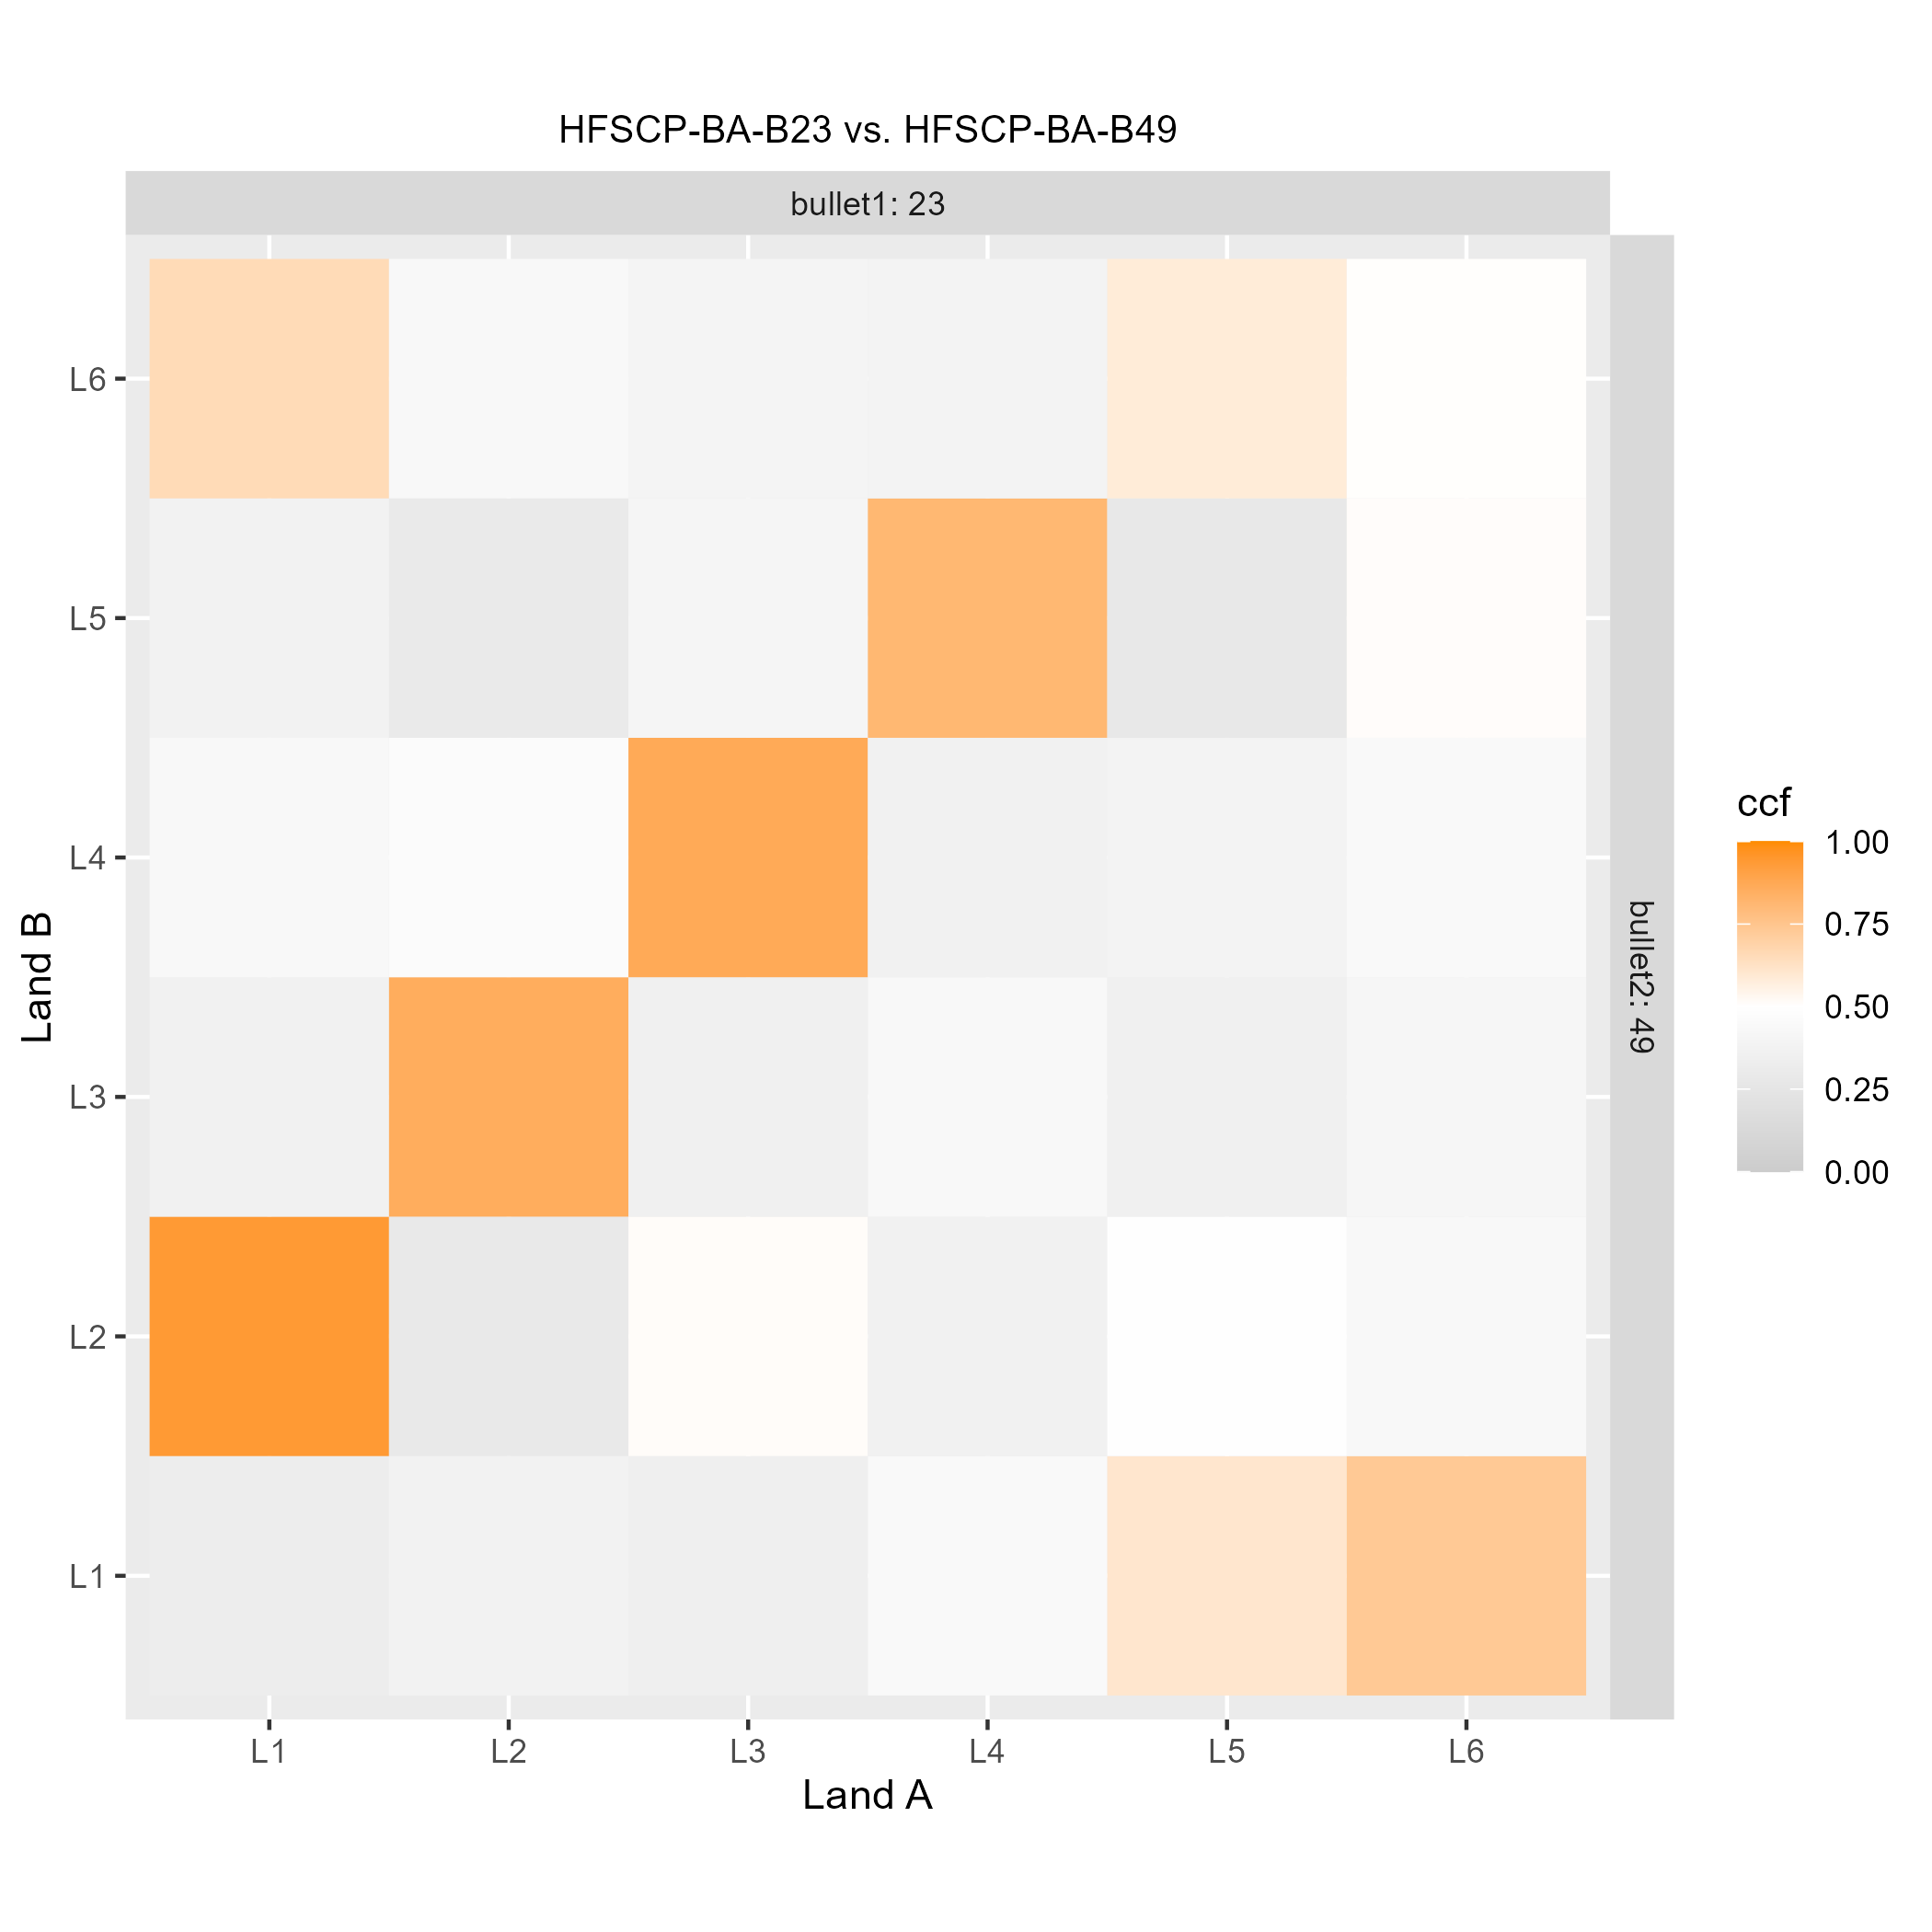 HFSCP-BA-B23 vs. HFSCP-BA-B49
bullet1: 23
L6
L5
L4
L3
L2
L1
Land B
bullet2: 49
L1 L2 L3 L4 L5 L6
Land A
ccf
1.00
0.75
0.50
0.25
0.00